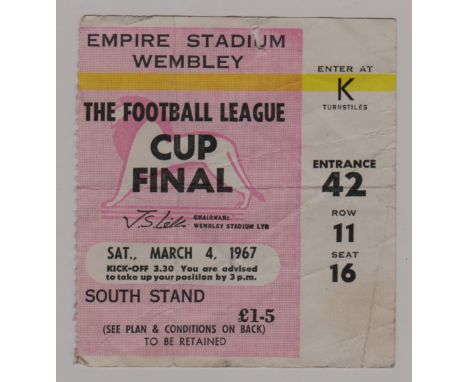 EMPIRE STADIUM
WEMBLEY
THE FOOTBALL LEAGUE
CUP
FINAL
CHAIRMAN:
WEMBLEY STADIUM LTD
SAT., MARCH 4, 1967
KICK-OFF 3.30 You are advised
to take up your position by 3 p.m.
SOUTH STAND
£1-5
(SEE PLAN & CONDITIONS ON BACK)
TO BE RETAINED
ENTER AT
K
TURNSTILES
ENTRANCE
42
ROW
11
SEAT
16